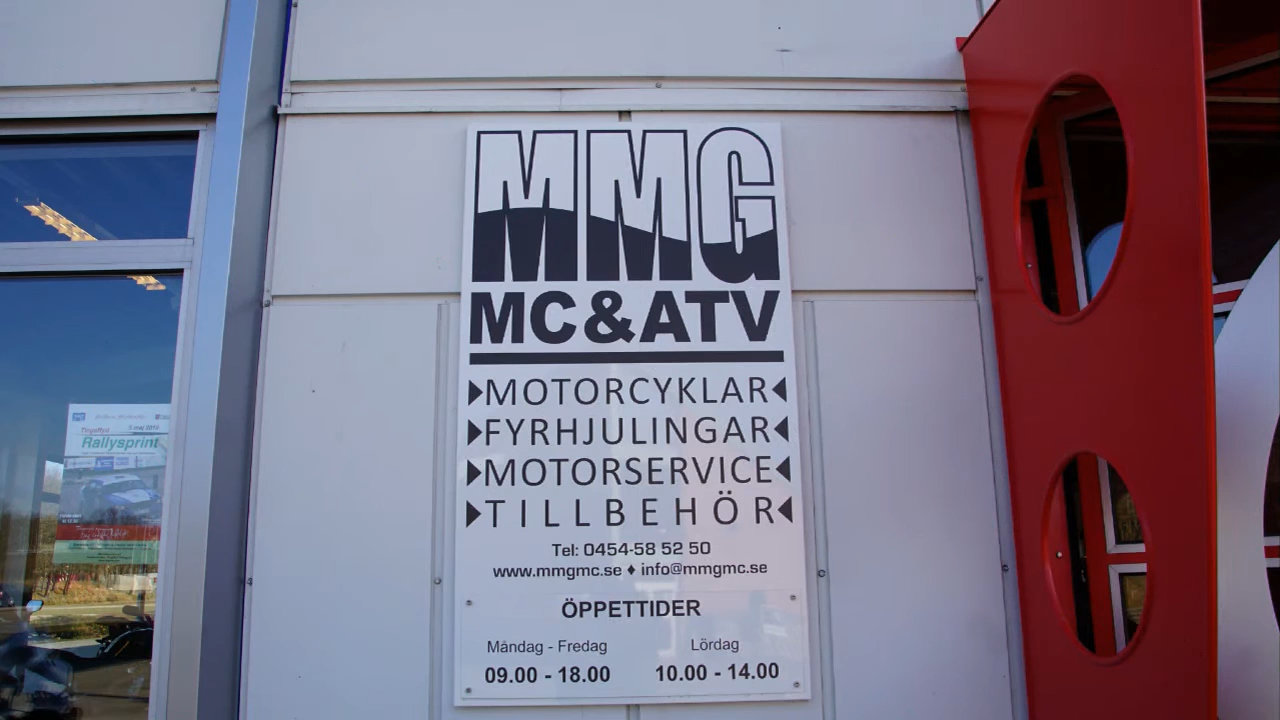 MMG
MC&ATV
MOTORCYKLAR
FYRHJULINGAR
MOTORSERVICE
TILLBEHÖR
Tel: 0454-58 52 50
www.mmgmc.se ♦ info@mmgmc.se
ÖPPETTIDER
Måndag - Fredag Lördag
09.00 - 18.00 10.00 - 14.00
Rallysprint